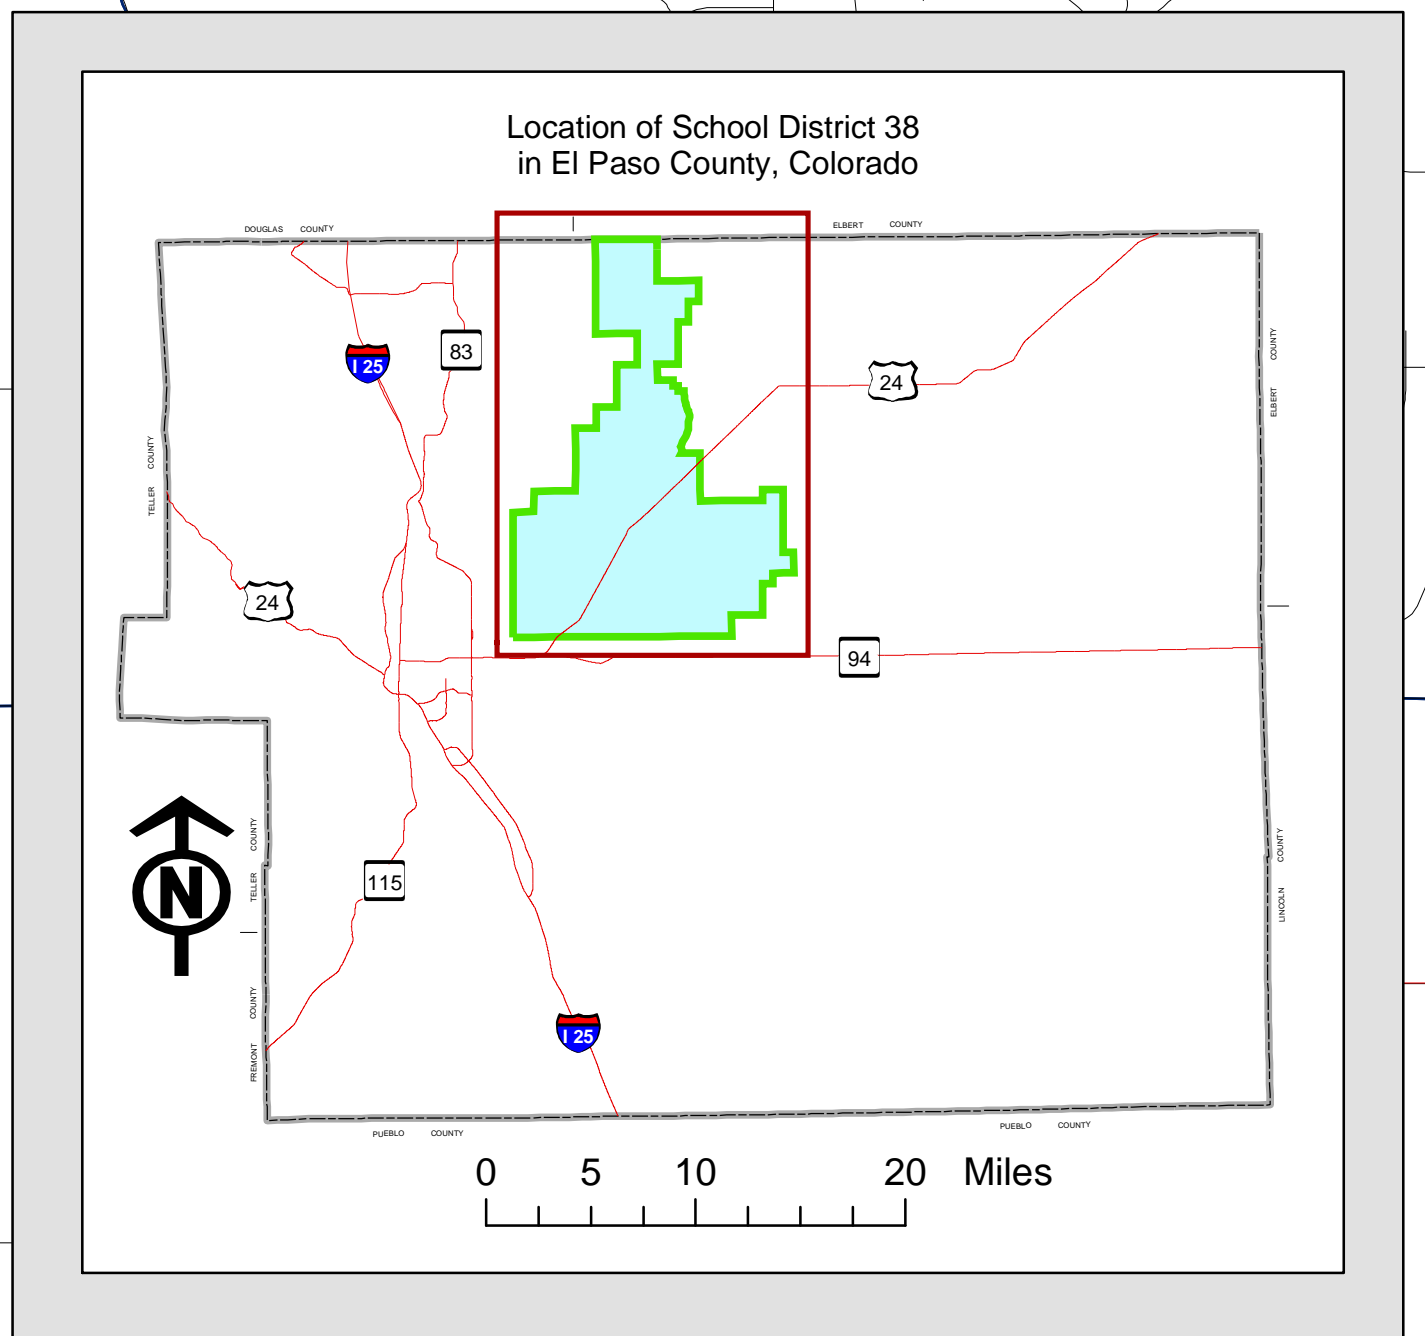 Location of School District 38
in El Paso County, Colorado
DOUGLAS COUNTY
ELBERT COUNTY
83
I 25
24
ELBERT COUNTY
TELLER COUNTY
24
94
TELLER COUNTY
115
N
LINCOLN COUNTY
FREMONT COUNTY
I 25
PUEBLO COUNTY
PUEBLO COUNTY
0 5 10 20 Miles